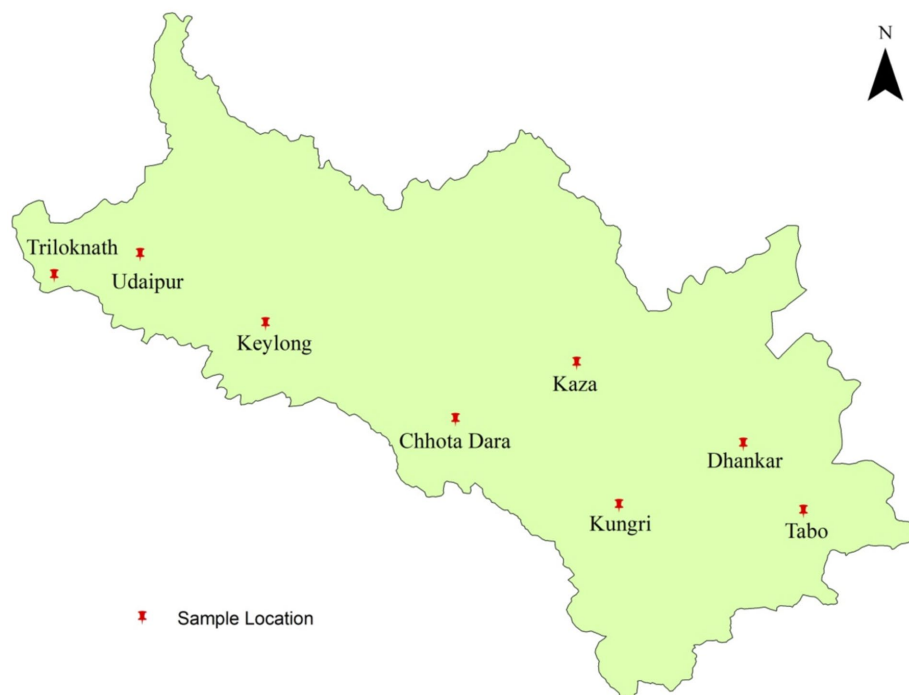 N
Triloknath
Udaipur
Keylong
Kaza
Chhota Dara
Dhankar
Kungri
Tabo
Sample Location